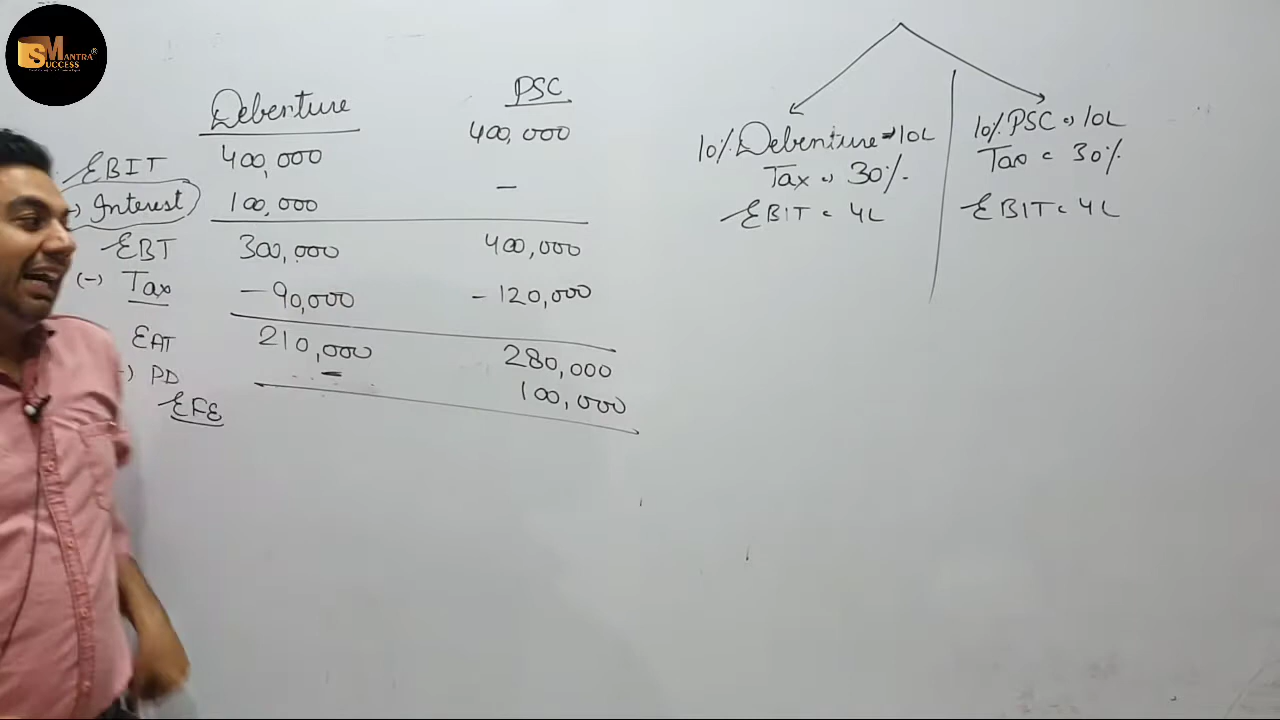 SUCCESS MANTRA®
Debenture PSC
EBIT 400,000 400,000
Interest 100,000 —
EBT 300,000 400,000
(-) Tax - 90,000 - 120,000
EAT 210,000 280,000
) PD — 100,000
EFE
10% Debenture = 10L
Tax = 30%
EBIT = 4L
10% PSC = 10L
Tax = 30%
EBIT = 4L